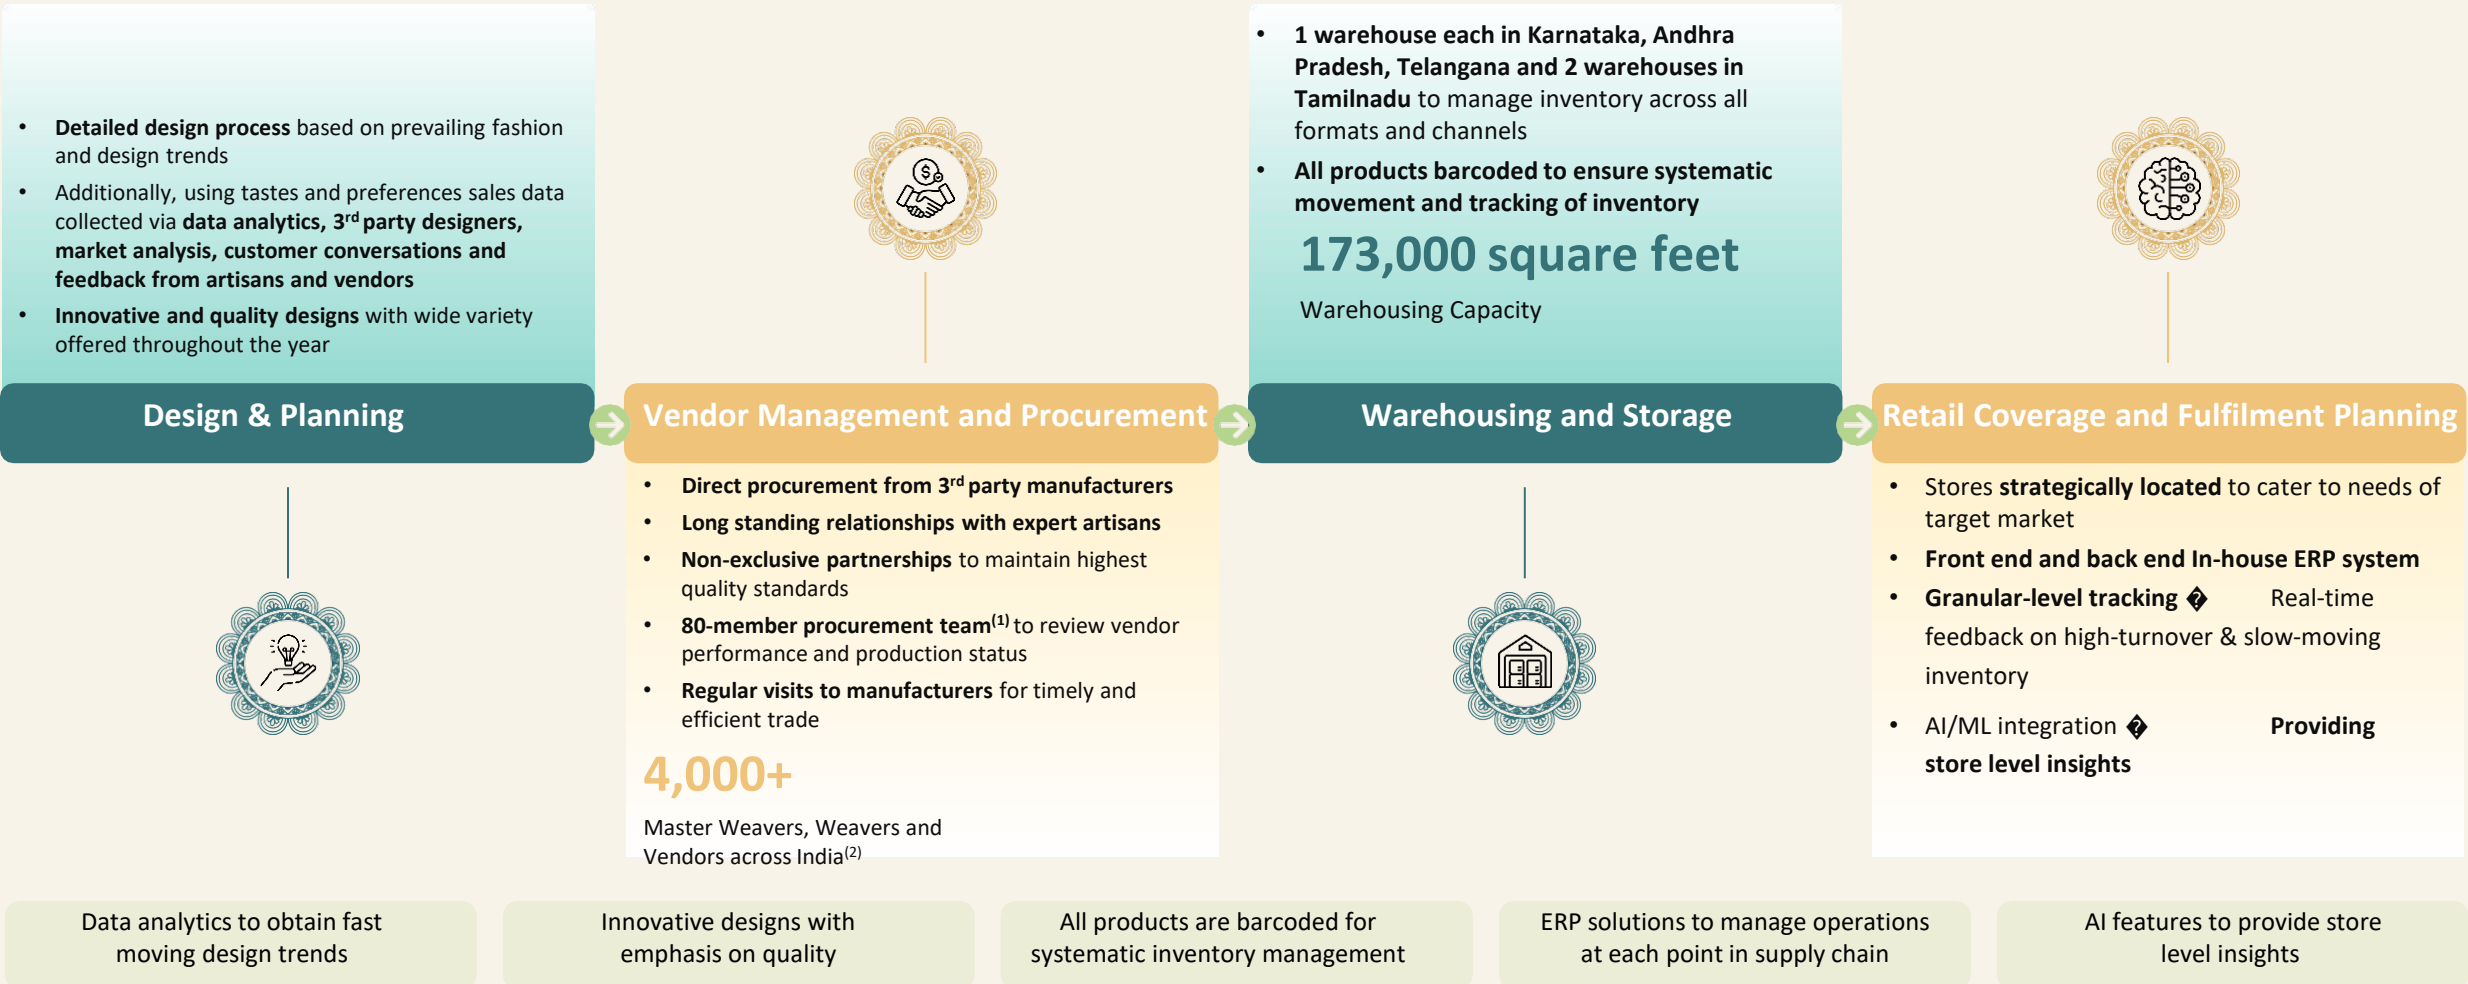 • Detailed design process based on prevailing fashion
and design trends
• Additionally, using tastes and preferences sales data
collected via data analytics, 3rd party designers,
market analysis, customer conversations and
feedback from artisans and vendors
• Innovative and quality designs with wide variety
offered throughout the year
Design & Planning
Vendor Management and Procurement
• Direct procurement from 3rd party manufacturers
• Long standing relationships with expert artisans
• Non-exclusive partnerships to maintain highest
quality standards
• 80-member procurement team(1) to review vendor
performance and production status
• Regular visits to manufacturers for timely and
efficient trade
4,000+
Master Weavers, Weavers and
Vendors across India(2)
• 1 warehouse each in Karnataka, Andhra
Pradesh, Telangana and 2 warehouses in
Tamilnadu to manage inventory across all
formats and channels
• All products barcoded to ensure systematic
movement and tracking of inventory
173,000 square feet
Warehousing Capacity
Warehousing and Storage
Retail Coverage and Fulfilment Planning
• Stores strategically located to cater to needs of
target market
• Front end and back end In-house ERP system
• Granular-level tracking � Real-time
feedback on high-turnover & slow-moving
inventory
• AI/ML integration � Providing
store level insights
Data analytics to obtain fast
moving design trends
Innovative designs with
emphasis on quality
All products are barcoded for
systematic inventory management
ERP solutions to manage operations
at each point in supply chain
AI features to provide store
level insights